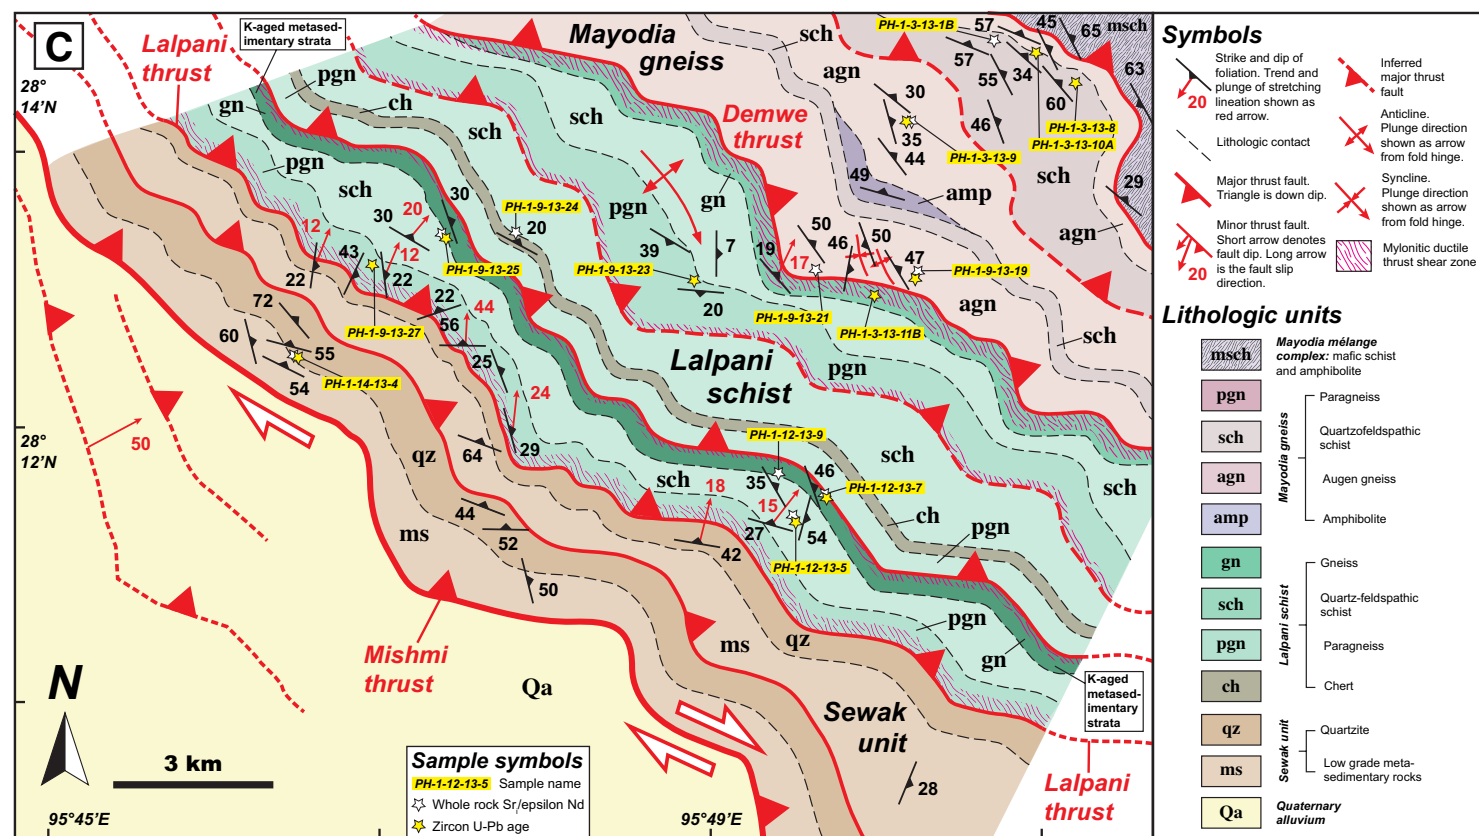 C
Lalpani
thrust
K-aged metased-
imentary strata
Mayodia
gneiss
sch
agn
PH-1-3-13-1B
57
45
65
msch
57
55
34
63
60
30
46
PH-1-3-13-8
PH-1-3-13-10A
PH-1-3-13-9
35
44
28°
14'N
pgn
gn
ch
sch
sch
Demwe
thrust
49
amp
sch
29
agn
pgn
sch
30
30
20
PH-1-9-13-24
20
pgn
gn
12
12
43
22
22
PH-1-9-13-25
39
7
PH-1-9-13-23
20
19
17
50
46
50
47
PH-1-9-13-19
PH-1-9-13-21
PH-1-3-13-11B
agn
sch
72
PH-1-9-13-27
22
44
56
25
60
55
54
PH-1-14-13-4
Lalpani
schist
pgn
24
50
28°
12'N
qz
64
29
sch
PH-1-12-13-9
35
46
PH-1-12-13-7
sch
sch
18
15
27
54
PH-1-12-13-5
ch
pgn
44
52
ms
42
50
pgn
gn
qz
ms
Mishmi
thrust
Qa
K-aged
metased-
imentary
strata
Sewak
unit
N
3 km
28
Lalpani
thrust
Sample symbols
PH-1-12-13-5 Sample name
Whole rock Sr/epsilon Nd
Zircon U-Pb age
95°45'E
95°49'E
Symbols
Strike and dip of
foliation. Trend and
plunge of stretching
lineation shown as
red arrow.
20
Lithologic contact
Major thrust fault.
Triangle is down dip.
Minor thrust fault.
Short arrow denotes
fault dip. Long arrow
is the fault slip
direction.
20
Inferred
major thrust
fault
Anticline.
Plunge direction
shown as arrow
from fold hinge.
Syncline.
Plunge direction
shown as arrow
from fold hinge.
Mylonitic ductile
thrust shear zone
Lithologic units
msch
Mayodia mélange
complex: mafic schist
and amphibolite
Mayodia gneiss
pgn
Paragneiss
sch
Quartzofeldspathic
schist
agn
Augen gneiss
amp
Amphibolite
Lalpani schist
gn
Gneiss
sch
Quartz-feldspathic
schist
pgn
Paragneiss
ch
Chert
Sewak unit
qz
Quartzite
ms
Low grade meta-
sedimentary rocks
Qa
Quaternary
alluvium